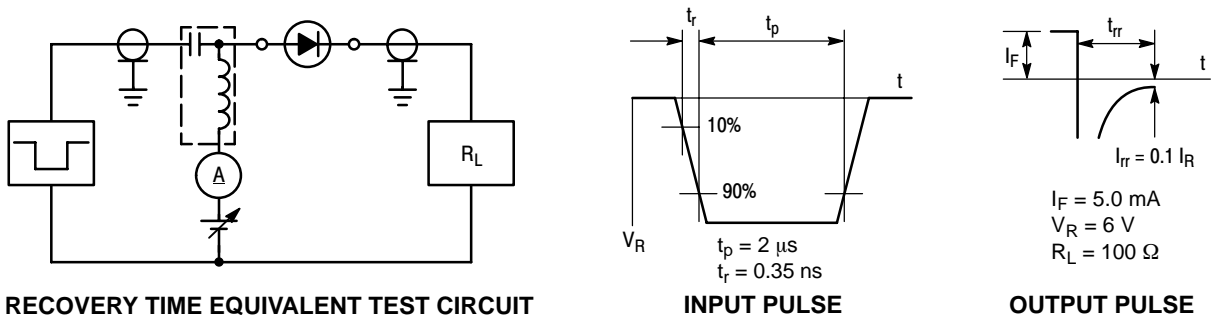 A
R_L
RECOVERY TIME EQUIVALENT TEST CIRCUIT
t_r
t_p
t
10%
90%
V_R
t_p = 2 μs
t_r = 0.35 ns
INPUT PULSE
t_rr
t
I_F
I_rr = 0.1 I_R
I_F = 5.0 mA
V_R = 6 V
R_L = 100 Ω
OUTPUT PULSE